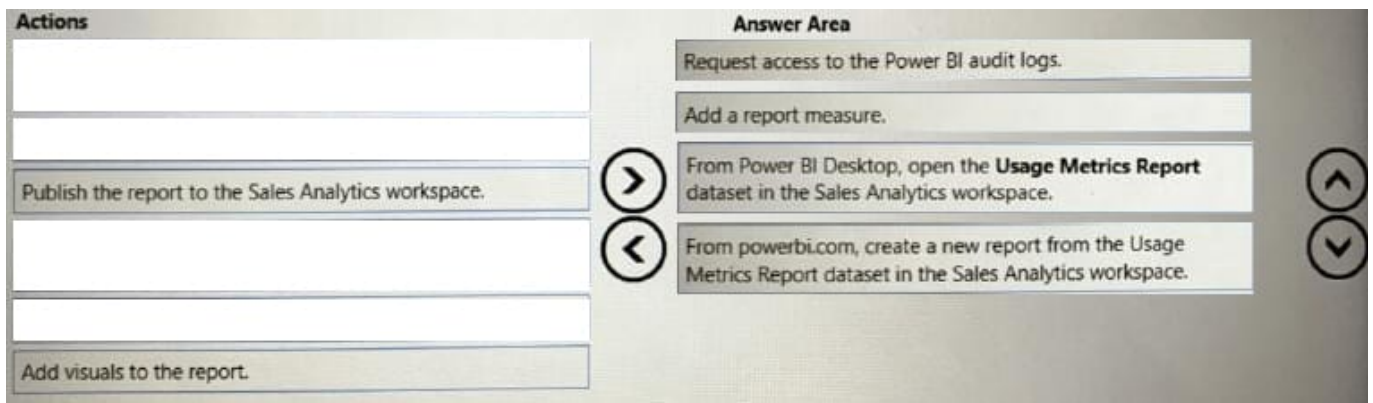 Actions
Answer Area
Request access to the Power BI audit logs.
Add a report measure.
Publish the report to the Sales Analytics workspace.
From Power BI Desktop, open the Usage Metrics Report
dataset in the Sales Analytics workspace.
From powerbi.com, create a new report from the Usage
Metrics Report dataset in the Sales Analytics workspace.
Add visuals to the report.